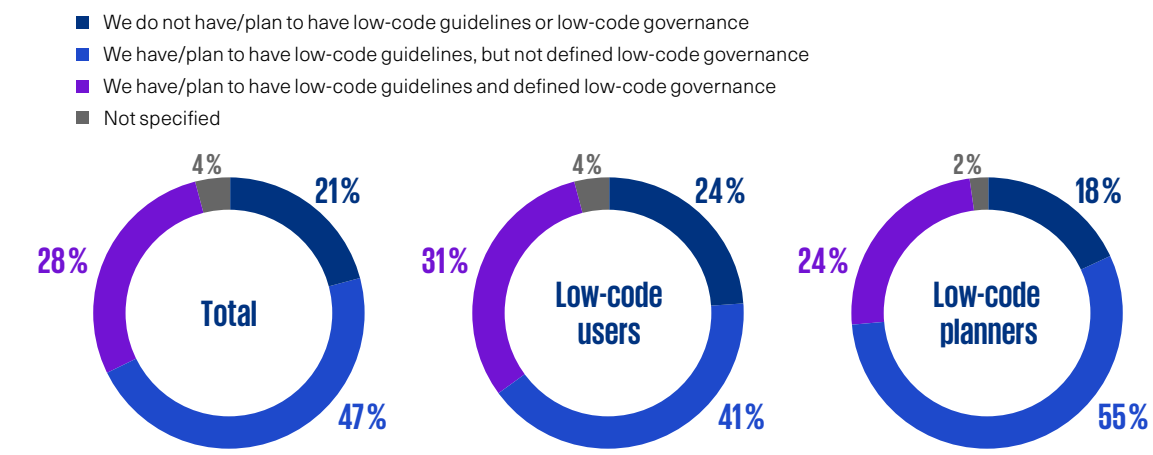 We do not have/plan to have low-code guidelines or low-code governance
We have/plan to have low-code guidelines, but not defined low-code governance
We have/plan to have low-code guidelines and defined low-code governance
Not specified
4%
21%
28%
Total
47%
4%
24%
31%
Low-code
users
41%
2%
18%
24%
Low-code
planners
55%